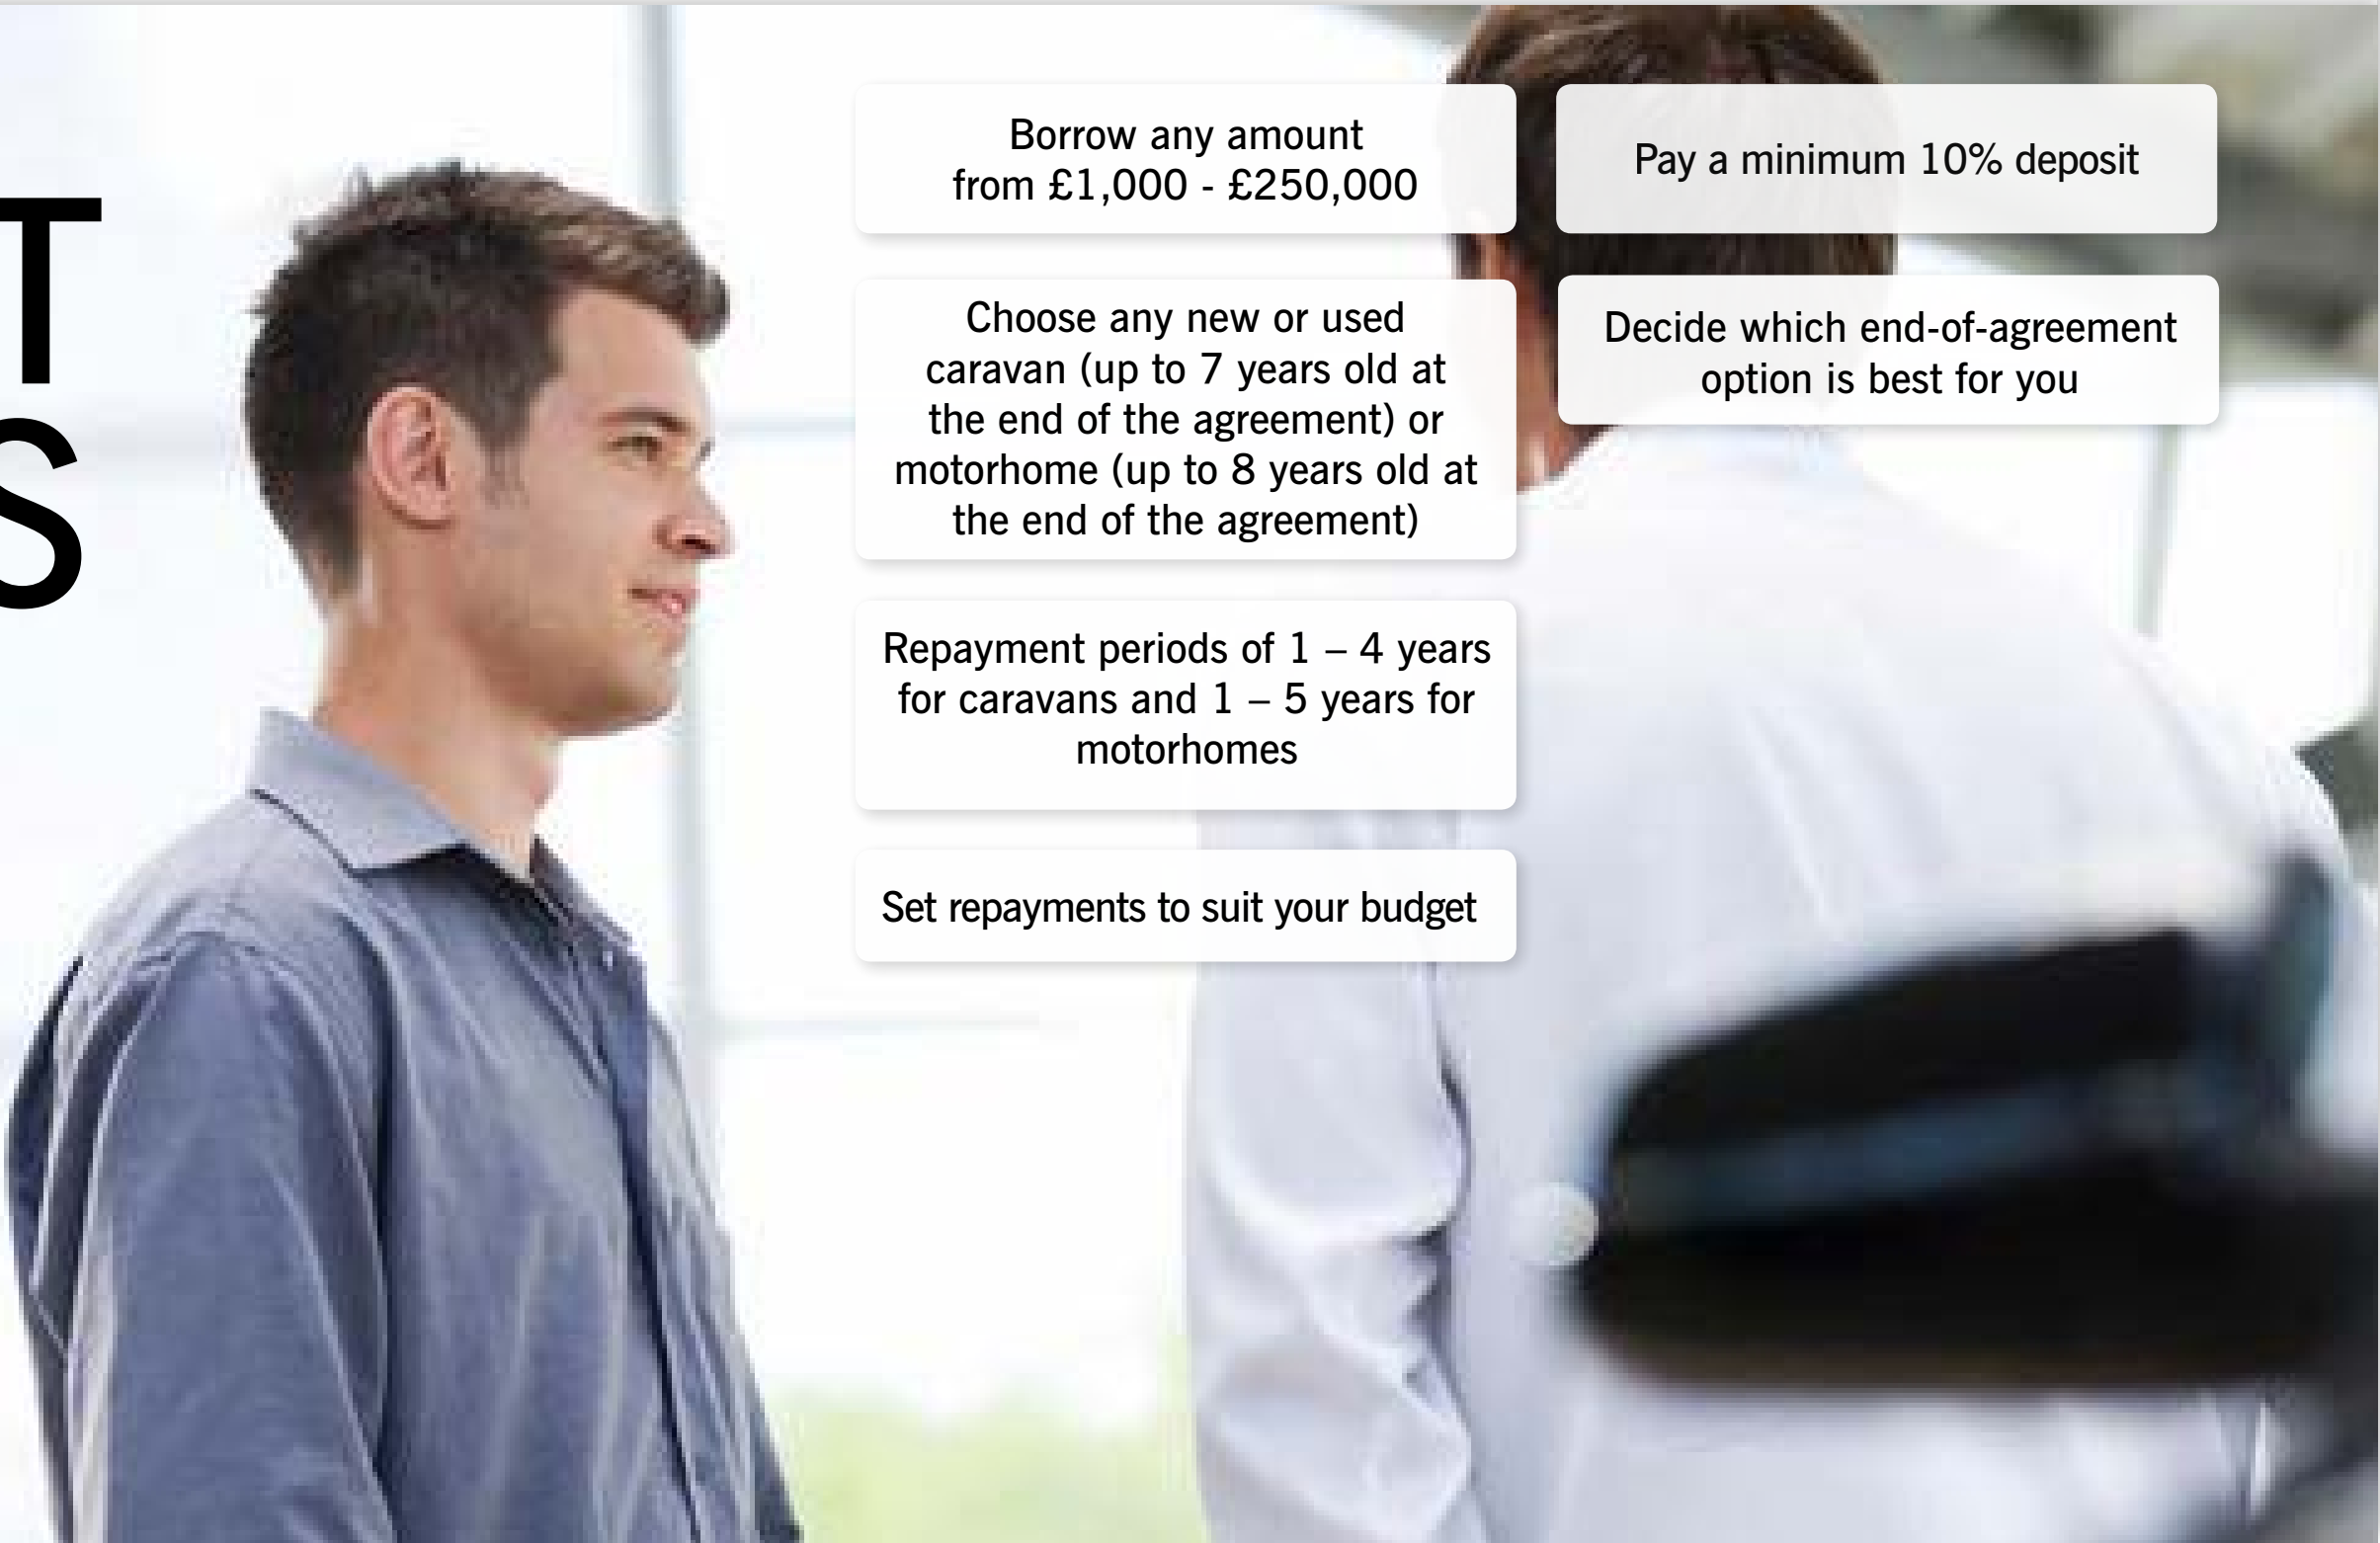 T
S
Borrow any amount
from £1,000 - £250,000
Choose any new or used
caravan (up to 7 years old at
the end of the agreement) or
motorhome (up to 8 years old at
the end of the agreement)
Repayment periods of 1 – 4 years
for caravans and 1 – 5 years for
motorhomes
Set repayments to suit your budget
Pay a minimum 10% deposit
Decide which end-of-agreement
option is best for you